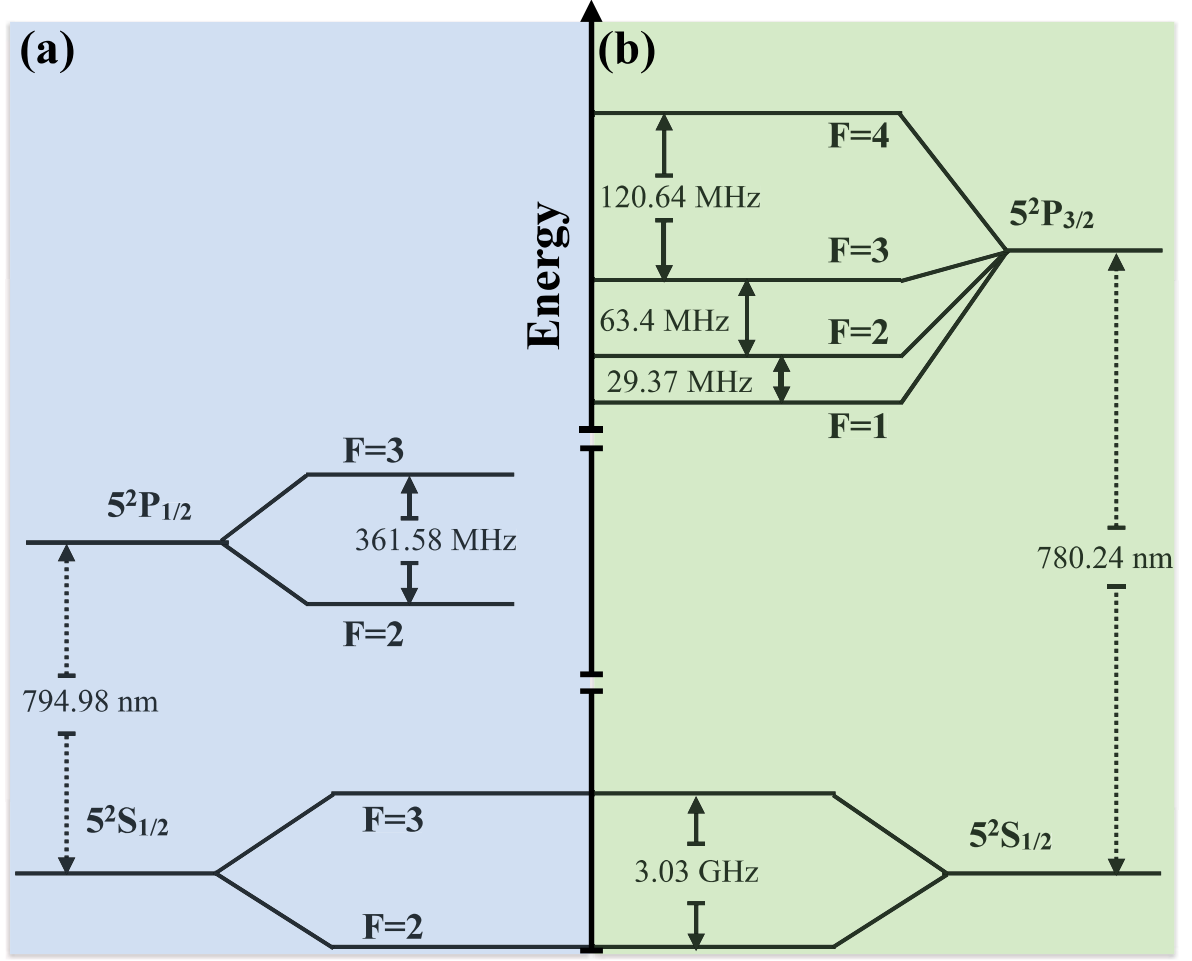 (a)
(b)
F=4
120.64 MHz
5²P₃/₂
Energy
F=3
63.4 MHz
F=2
29.37 MHz
F=1
F=3
5²P₁/₂
361.58 MHz
780.24 nm
F=2
794.98 nm
5²S₁/₂
F=3
5²S₁/₂
3.03 GHz
F=2